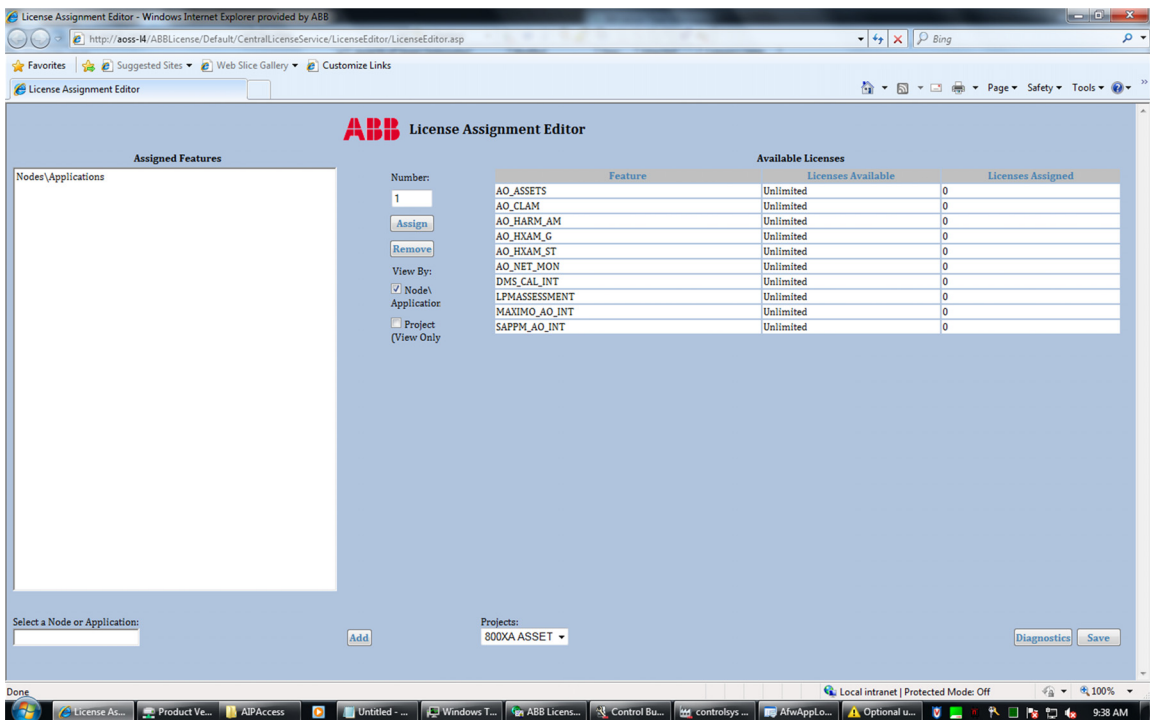 License Assignment Editor - Windows Internet Explorer provided by ABB
http://aoss-l4/ABBLicense/Default/CentralLicenseService/LicenseEditor/LicenseEditor.asp
Bing
Favorites Suggested Sites Web Slice Gallery Customize Links
License Assignment Editor
Page Safety Tools
ABB License Assignment Editor
Assigned Features
Available Licenses
Nodes\Applications
Number:
1
Assign
Remove
View By:
Node\
Application
Project
(View Only
Feature Licenses Available Licenses Assigned
AO_ASSETS Unlimited 0
AO_CLAM Unlimited 0
AO_HARM_AM Unlimited 0
AO_HXAM_G Unlimited 0
AO_HXAM_ST Unlimited 0
AO_NET_MON Unlimited 0
DMS_CAL_INT Unlimited 0
LPMASSESSMENT Unlimited 0
MAXIMO_AO_INT Unlimited 0
SAPPM_AO_INT Unlimited 0
Select a Node or Application:
Add
Projects:
800XA ASSET
Diagnostics Save
Done
Local intranet | Protected Mode: Off
100%
License As... Product Ve... AIPAccess Untitled - ... Windows T... ABB Licens... Control Bu... controlsys ... AfwAppLo... Optional u... 9:38 AM